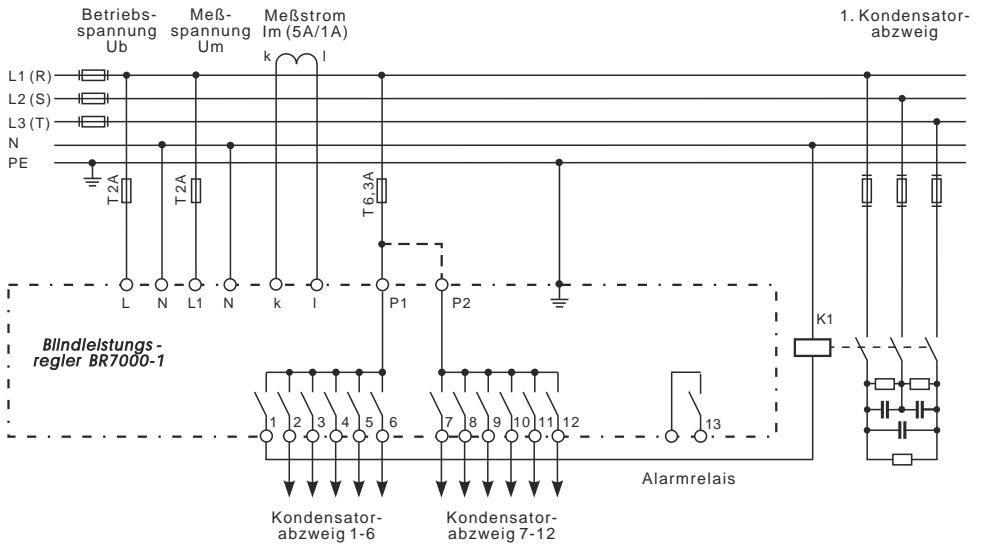 Betriebs-
spannung
Ub
Meß-
spannung
Um
Meßstrom
Im (5A/1A)
k
l
1. Kondensator-
abzweig
L1 (R)
L2 (S)
L3 (T)
N
PE
T 2A
T 2A
T 6,3A
L
N
L1
N
k
l
P1
P2
K1
Blindleistungs-
regler BR7000-1
1
2
3
4
5
6
7
8
9
10
11
12
13
Alarmrelais
Kondensator-
abzweig 1-6
Kondensator-
abzweig 7-12